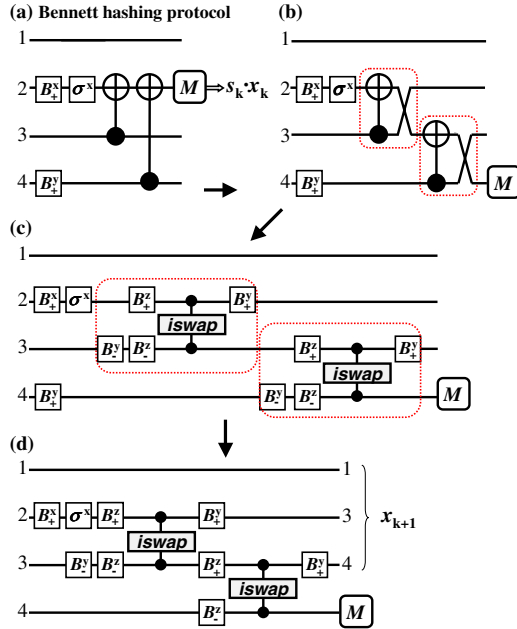 (a) Bennett hashing protocol (b)
1 1
2 B₊ˣ σˣ M ⇒ sₖ·xₖ 2 B₊ˣ σˣ
3 3
4 B₊ʸ 4 B₊ʸ M
(c)
1
2 B₊ˣ σˣ B₊ᶻ B₊ʸ
iswap
3 B₋ʸ B₋ᶻ B₊ᶻ B₊ʸ
iswap
4 B₊ʸ B₋ʸ B₋ᶻ M
(d)
1 1
2 B₊ˣ σˣ B₊ᶻ B₊ʸ 3 xₖ₊₁
iswap
3 B₋ʸ B₋ᶻ B₊ᶻ B₊ʸ 4
iswap
4 B₋ᶻ M